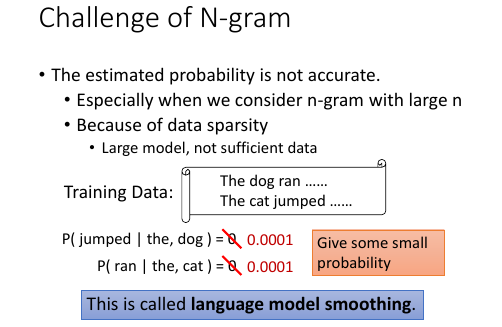 Challenge of N-gram
• The estimated probability is not accurate.
• Especially when we consider n-gram with large n
• Because of data sparsity
• Large model, not sufficient data
Training Data:
The dog ran ……
The cat jumped ……
P( jumped | the, dog ) = 0 0.0001
P( ran | the, cat ) = 0 0.0001
Give some small
probability
This is called language model smoothing.